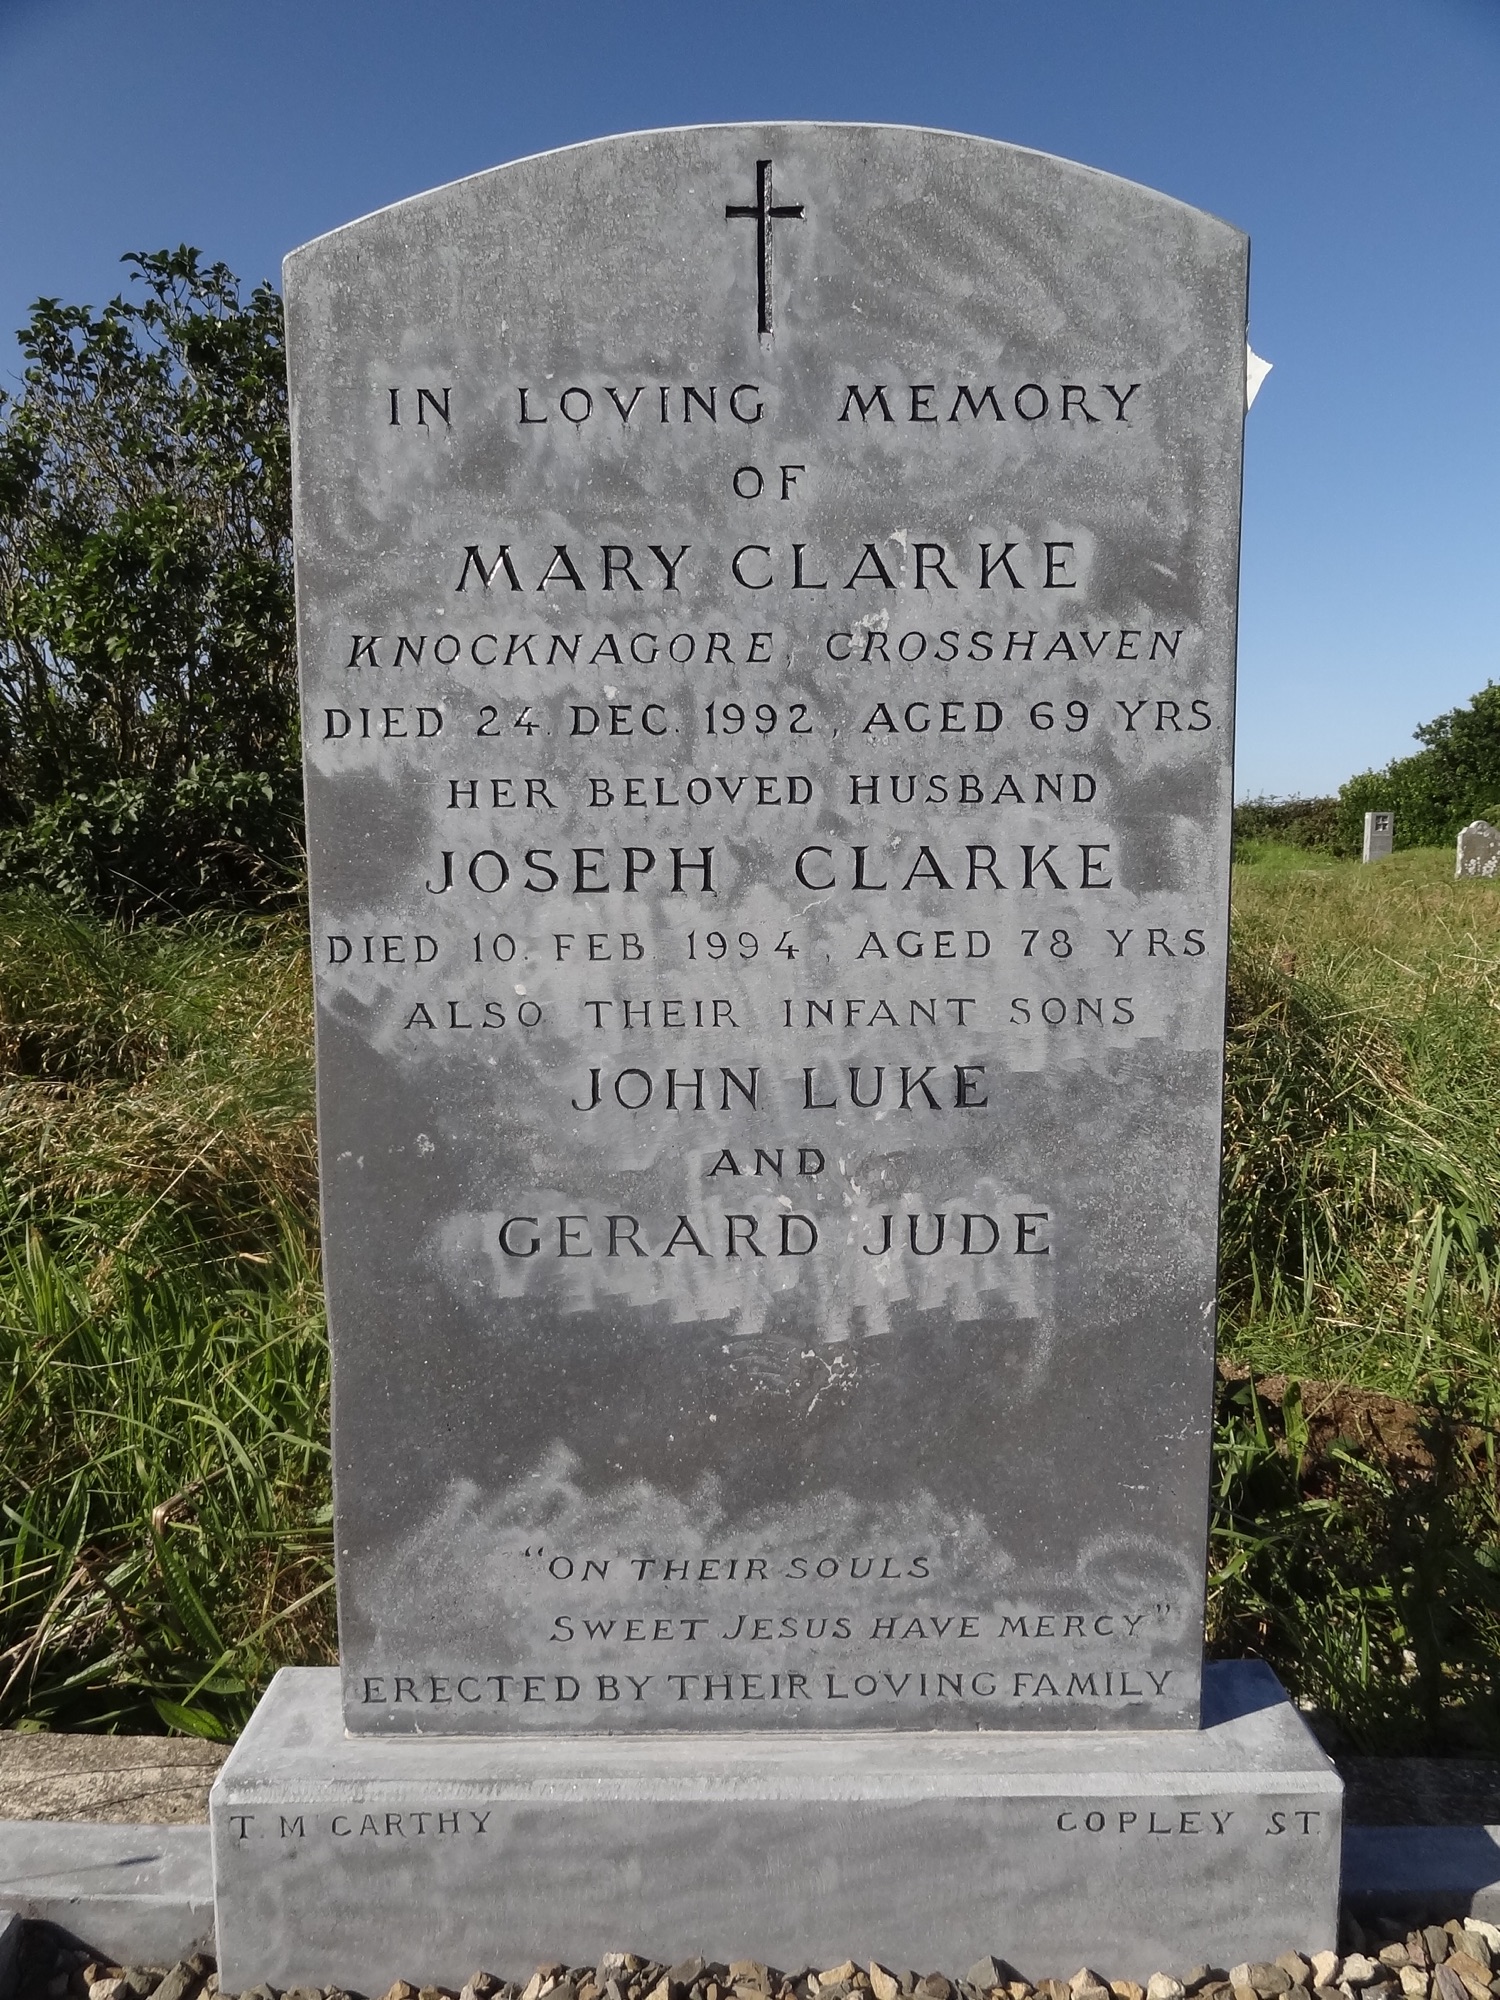 IN LOVING MEMORY
OF
MARY CLARKE
KNOCKNAGORE, CROSSHAVEN
DIED 24. DEC. 1992, AGED 69 YRS.
HER BELOVED HUSBAND
JOSEPH CLARKE
DIED 10. FEB. 1994, AGED 78 YRS
ALSO THEIR INFANT SONS
JOHN LUKE
AND
GERARD JUDE
"ON THEIR SOULS
SWEET JESUS HAVE MERCY"
ERECTED BY THEIR LOVING FAMILY
T. Mc CARTHY COPLEY ST.